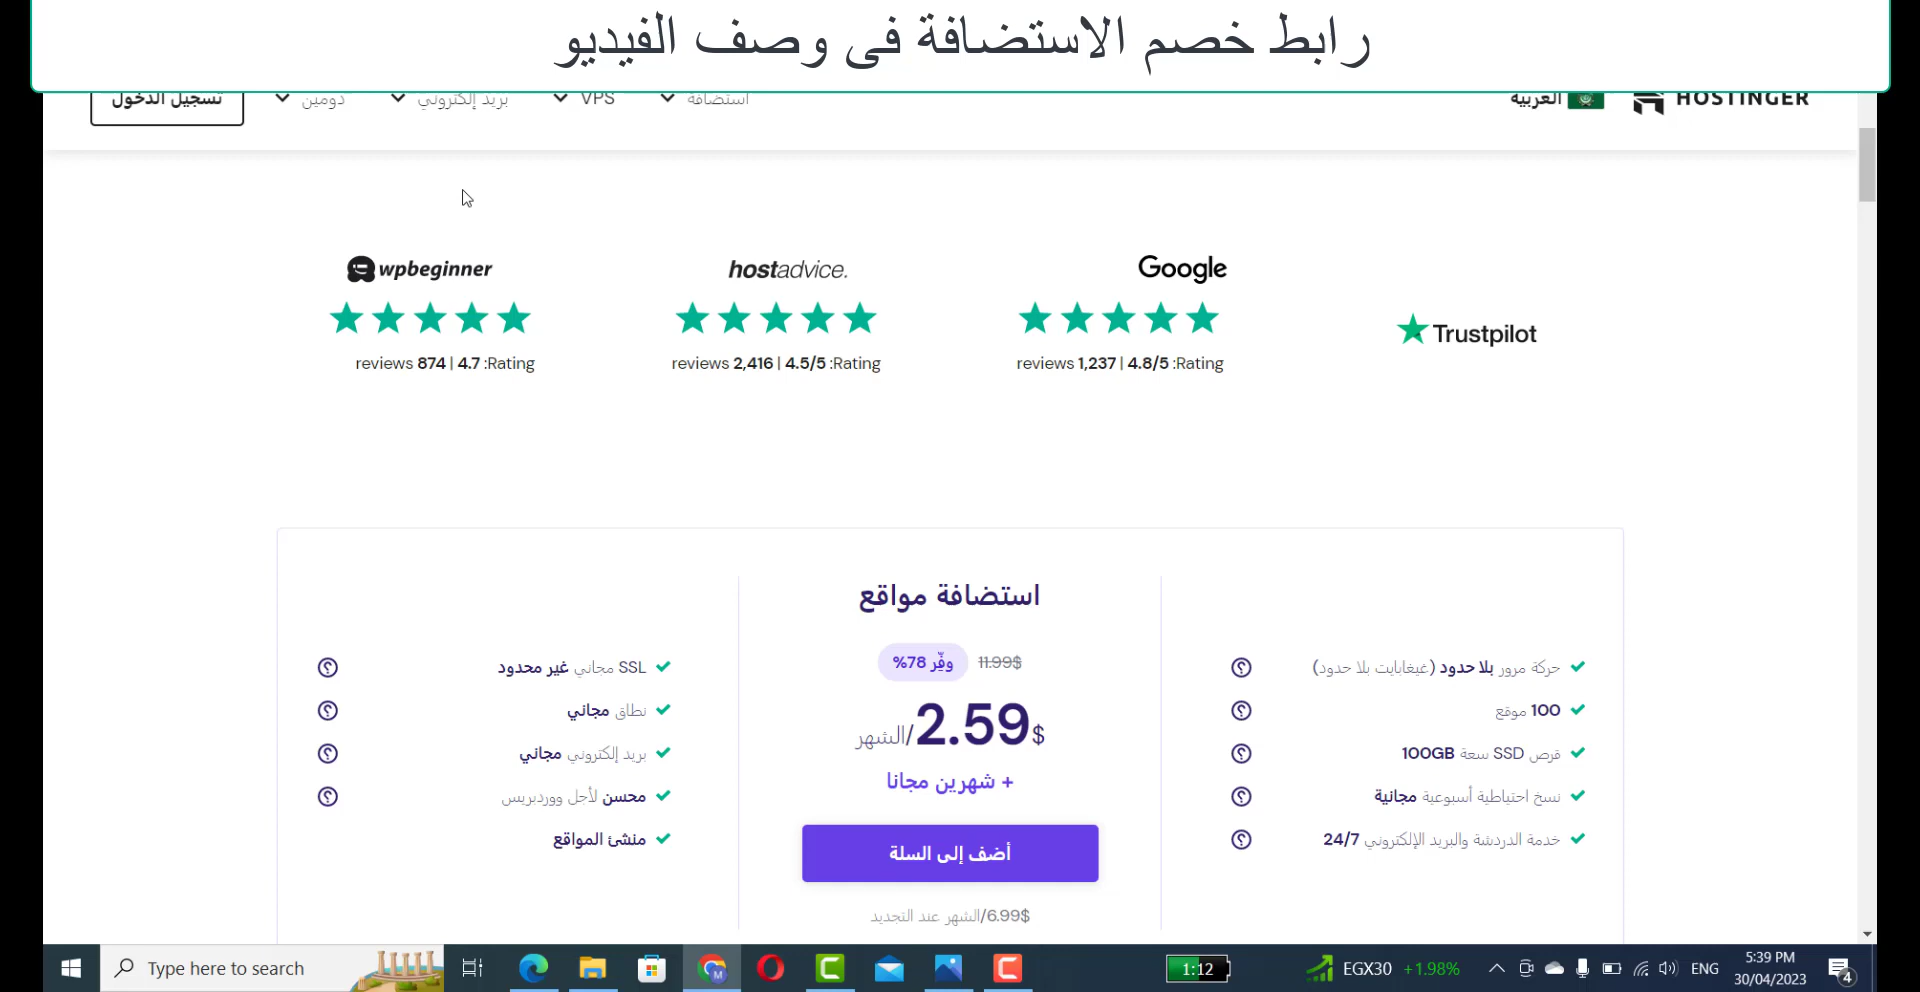 رابط خصم الاستضافة فى وصف الفيديو
HOSTINGER
العربية
استضافة
VPS
بريد إلكتروني
دومين
تسجيل الدخول
Trustpilot
Google
reviews 1,237 | 4.8/5 :Rating
hostadvice.
reviews 2,416 | 4.5/5 :Rating
wpbeginner
reviews 874 | 4.7 :Rating
حركة مرور بلا حدود (غيغابايت بلا حدود)
100 موقع
قرص SSD سعة 100GB
نسخ احتياطية أسبوعية مجانية
خدمة الدردشة والبريد الإلكتروني 24/7
استضافة مواقع
11.99$
وفّر 78%
$2.59/الشهر
+ شهرين مجانا
أضف إلى السلة
6.99$/الشهر عند التجديد
SSL مجاني غير محدود
نطاق مجاني
بريد إلكتروني مجاني
محسن لأجل ووردبريس
منشئ المواقع
Type here to search
1:12
EGX30 +1.98%
ENG
5:39 PM
30/04/2023
4